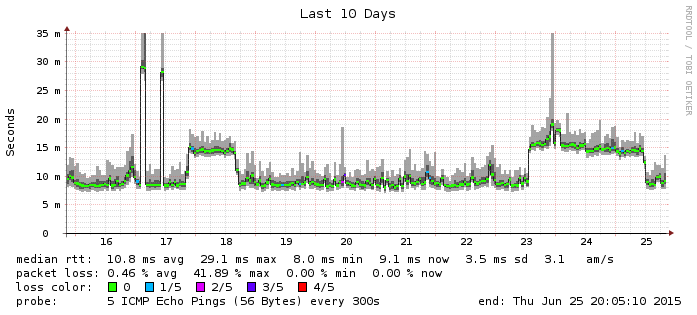 Last 10 Days
RRDTOOL / TOBI OETIKER
Seconds
35 m
30 m
25 m
20 m
15 m
10 m
5 m
0
16 17 18 19 20 21 22 23 24 25
median rtt: 10.8 ms avg 29.1 ms max 8.0 ms min 9.1 ms now 3.5 ms sd 3.1 am/s
packet loss: 0.46 % avg 41.89 % max 0.00 % min 0.00 % now
loss color: 0 1/5 2/5 3/5 4/5
probe: 5 ICMP Echo Pings (56 Bytes) every 300s end: Thu Jun 25 20:05:10 2015